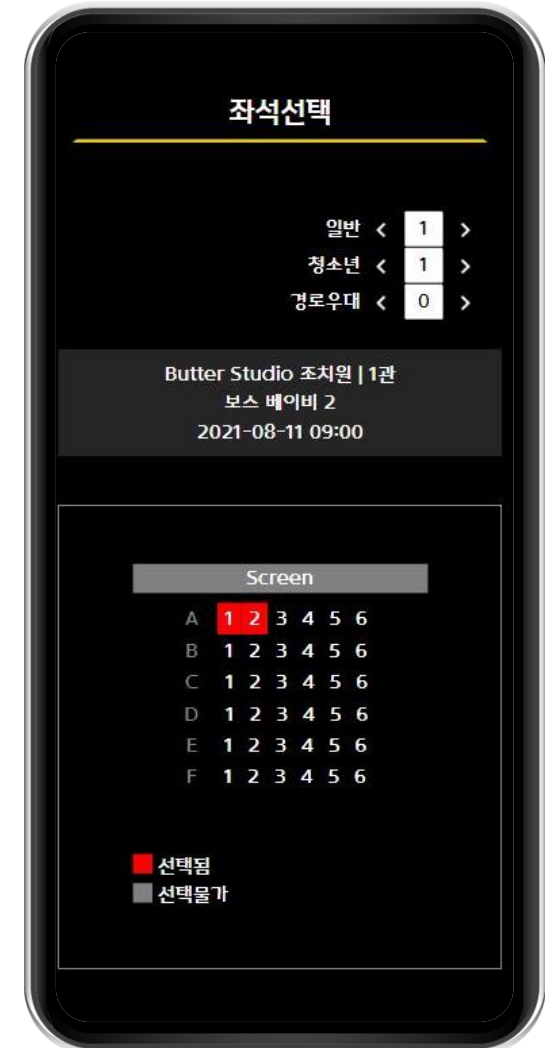 좌석선택
일반 < 1 >
청소년 < 1 >
경로우대 < 0 >
Butter Studio 조치원 | 1관
보스 베이비 2
2021-08-11 09:00
Screen
A 1 2 3 4 5 6
B 1 2 3 4 5 6
C 1 2 3 4 5 6
D 1 2 3 4 5 6
E 1 2 3 4 5 6
F 1 2 3 4 5 6
선택됨
선택물가